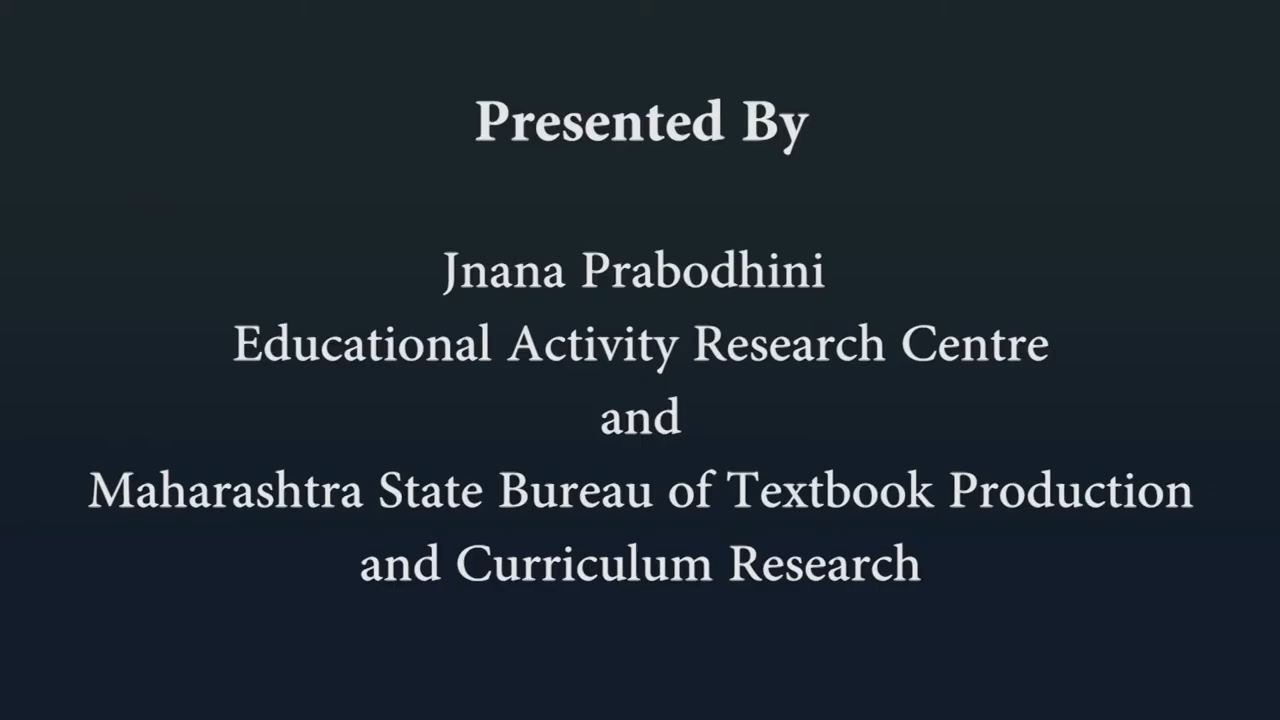 Presented By
Jnana Prabodhini
Educational Activity Research Centre
and
Maharashtra State Bureau of Textbook Production
and Curriculum Research